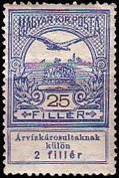 MAGYAR KIR. POSTA
25
FILLÉR
Árvízkárosultaknak
külön
2 fillér